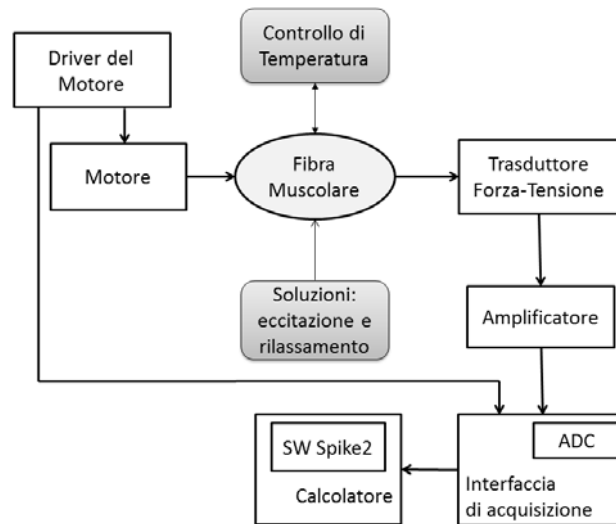 Controllo di
Temperatura
Driver del
Motore
Motore
Fibra
Muscolare
Trasduttore
Forza-Tensione
Soluzioni:
eccitazione e
rilassamento
Amplificatore
SW Spike2
Calcolatore
ADC
Interfaccia
di acquisizione